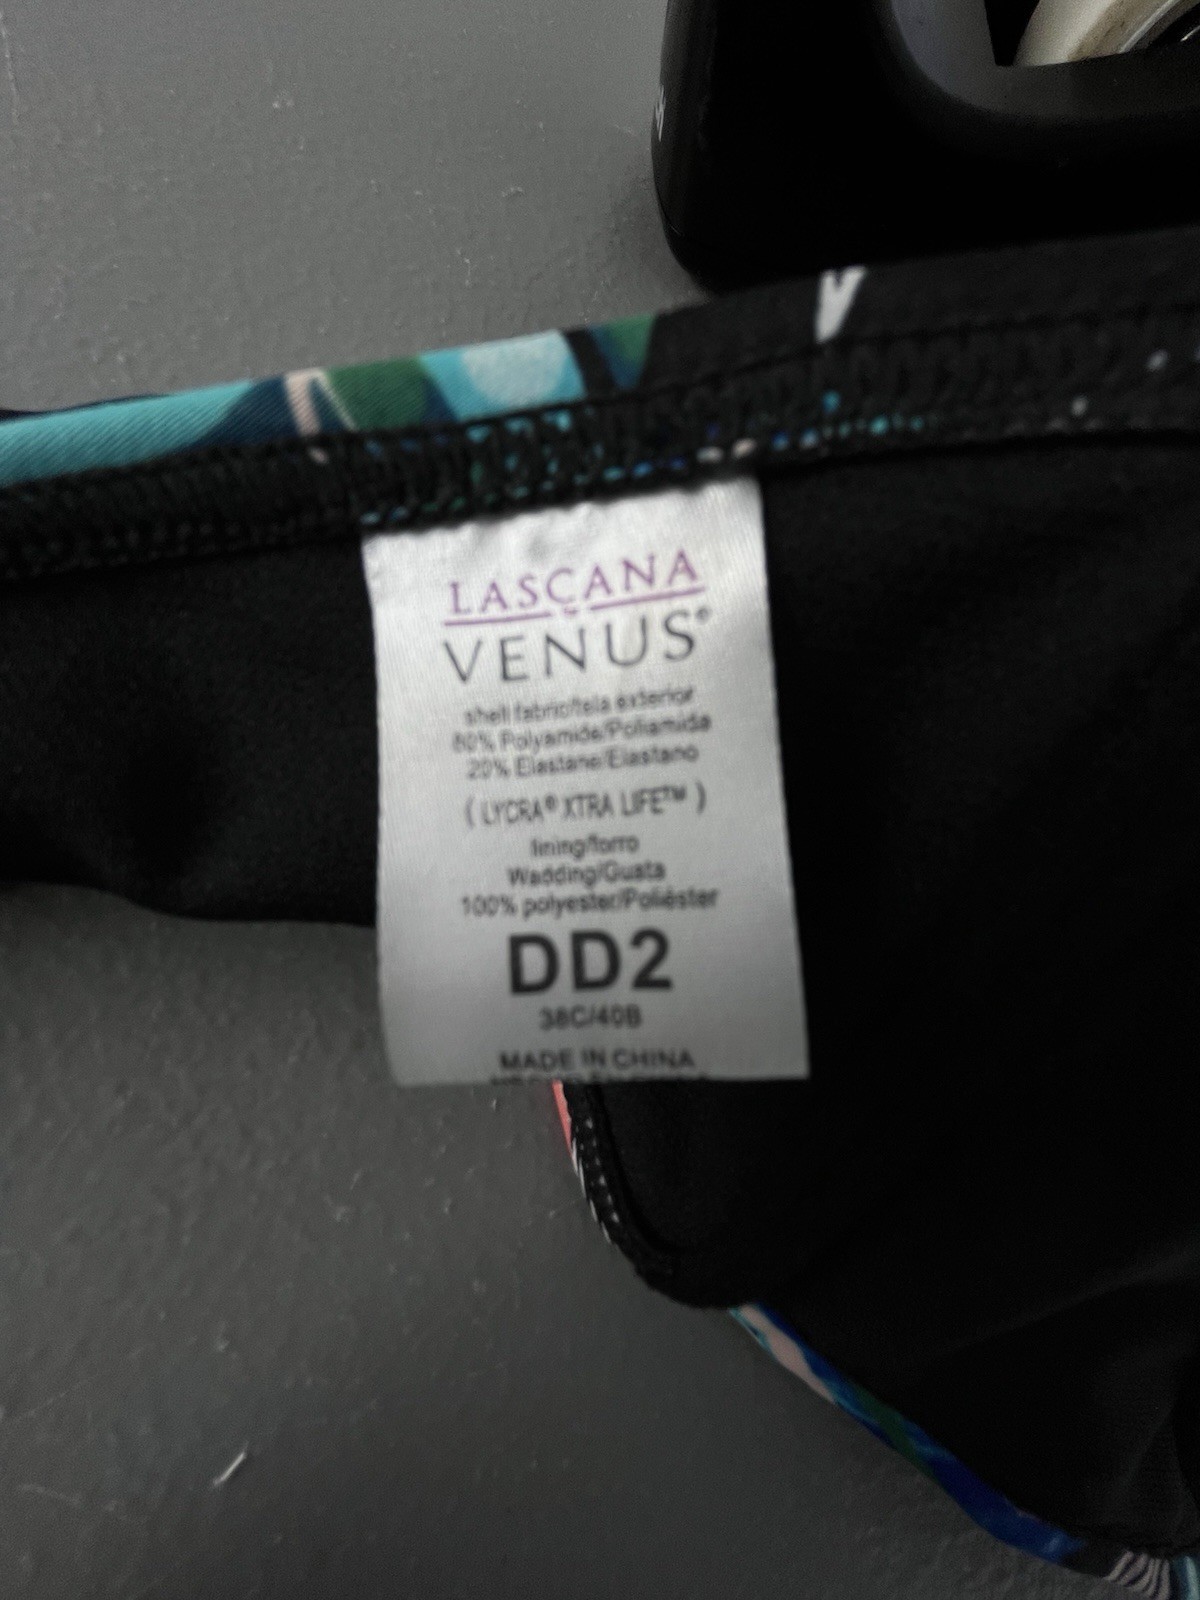 LASCANA
VENUS®
shell fabric/tela exterior
80% Polyamide/Poliamida
20% Elastane/Elastano
( LYCRA® XTRA LIFE™ )
lining/forro
Wadding/Guata
100% polyester/Poliéster
DD2
38C/40B
MADE IN CHINA